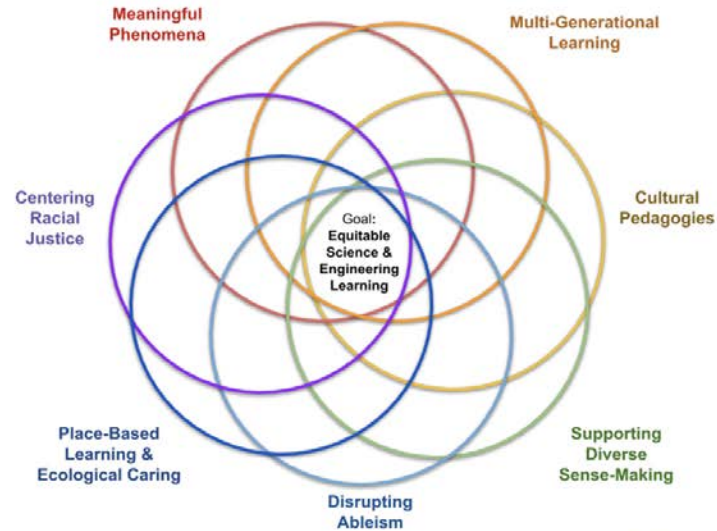 Meaningful
Phenomena
Multi-Generational
Learning
Centering
Racial
Justice
Goal:
Equitable
Science &
Engineering
Learning
Cultural
Pedagogies
Place-Based
Learning &
Ecological Caring
Disrupting
Ableism
Supporting
Diverse
Sense-Making